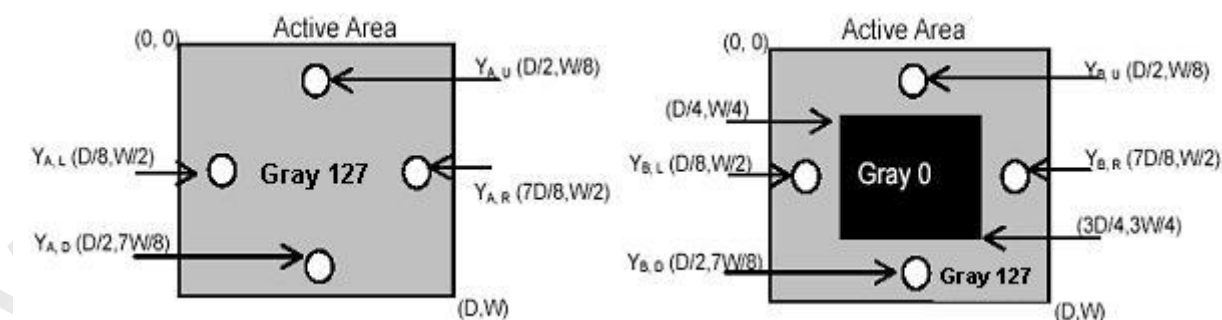 Active Area
(0, 0)
Y_A, U (D/2,W/8)
Y_A, L (D/8,W/2)
Gray 127
Y_A, R (7D/8,W/2)
Y_A, D (D/2,7W/8)
(D,W)
Active Area
(0, 0)
Y_B, U (D/2,W/8)
(D/4,W/4)
Y_B, L (D/8,W/2)
Gray 0
Y_B, R (7D/8,W/2)
(3D/4,3W/4)
Y_B, D (D/2,7W/8)
Gray 127
(D,W)